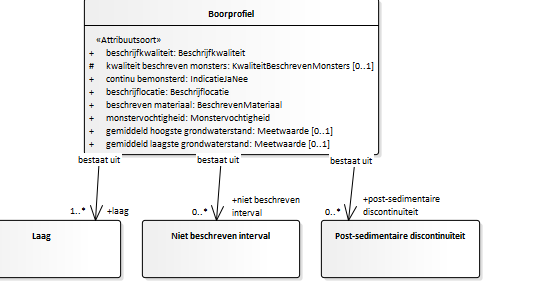 Boorprofiel
«Attribuutsoort»
+ beschrijfkwaliteit: Beschrijfkwaliteit
# kwaliteit beschreven monsters: KwaliteitBeschrevenMonsters [0..1]
+ continu bemonsterd: IndicatieJaNee
+ beschrijflocatie: Beschrijflocatie
+ beschreven materiaal: BeschrevenMateriaal
+ monstervochtigheid: Monstervochtigheid
+ gemiddeld hoogste grondwaterstand: Meetwaarde [0..1]
+ gemiddeld laagste grondwaterstand: Meetwaarde [0..1]
bestaat uit bestaat uit bestaat uit
+niet beschreven +post-sedimentaire
1..* +laag 0..* interval 0..* discontinuïteit
Laag Niet beschreven interval Post-sedimentaire discontinuïteit